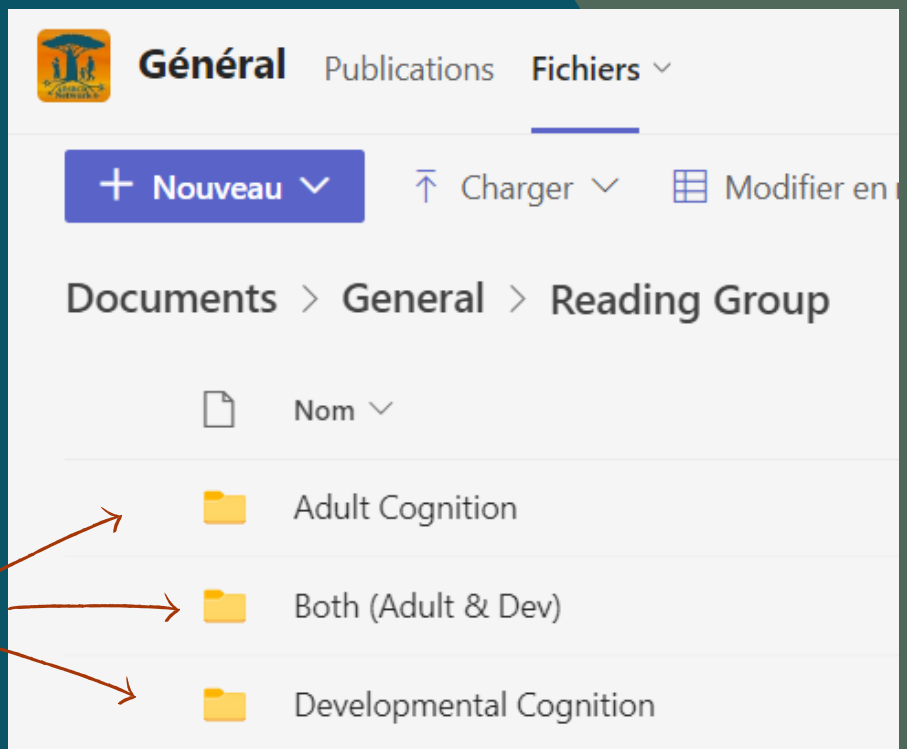 Général Publications Fichiers
Nouveau Charger Modifier en
Documents > General > Reading Group
Nom
Adult Cognition
Both (Adult & Dev)
Developmental Cognition